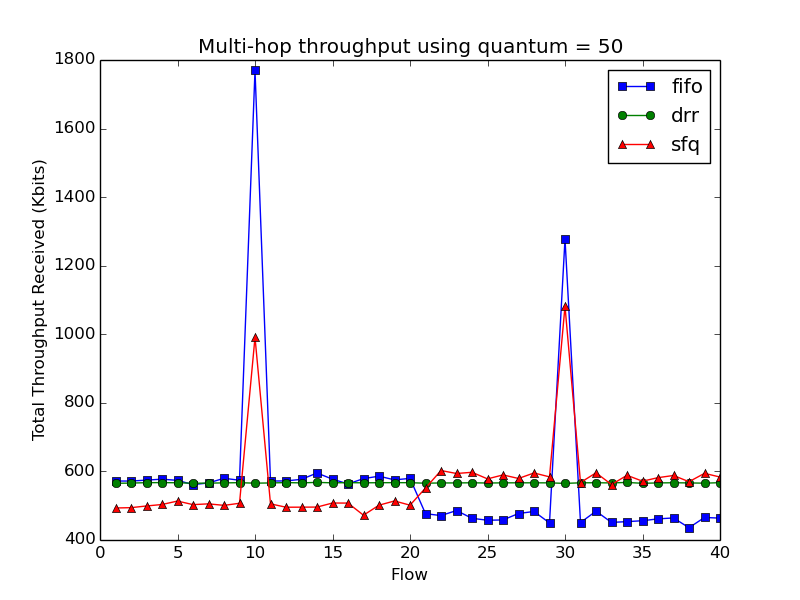 Multi-hop throughput using quantum = 50
Total Throughput Received (Kbits)
1800
1600
1400
1200
1000
800
600
400
fifo
drr
sfq
0 5 10 15 20 25 30 35 40
Flow